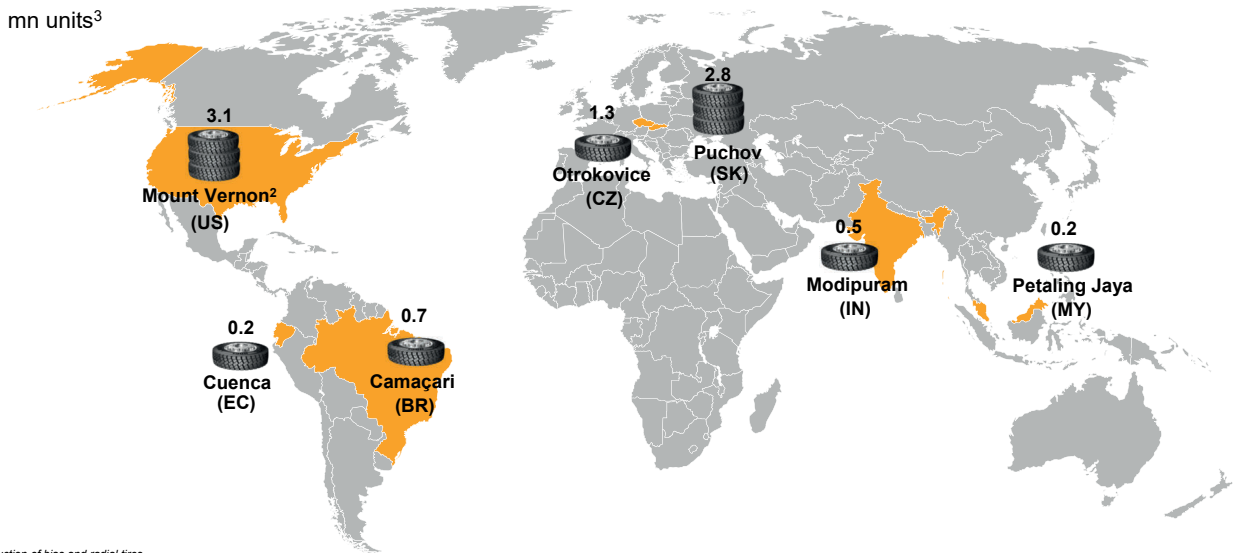 mn units³
3.1
Mount Vernon²
(US)
1.3
Otrokovice
(CZ)
2.8
Puchov
(SK)
0.5
Modipuram
(IN)
0.2
Petaling Jaya
(MY)
0.2
Cuenca
(EC)
0.7
Camaçari
(BR)